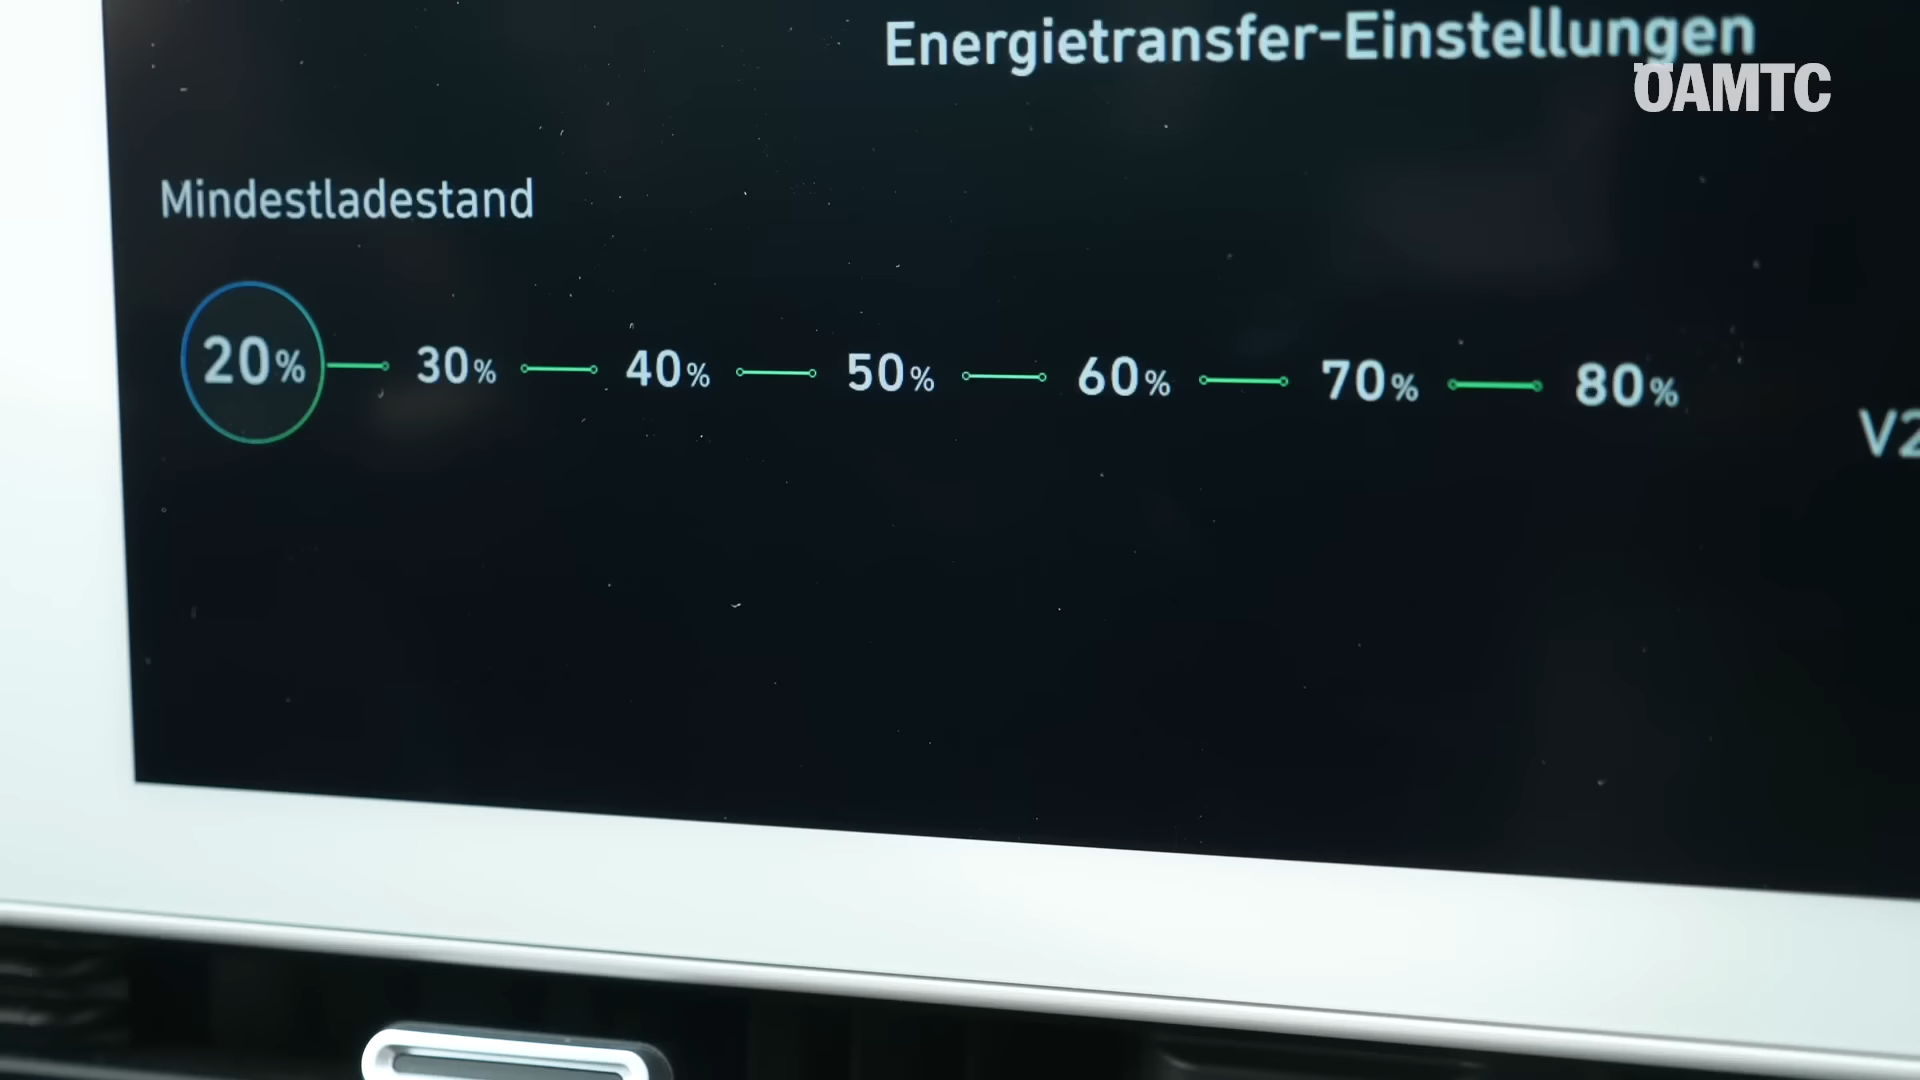 Energietransfer-Einstellungen
ÖAMTC
Mindestladestand
20% 30% 40% 50% 60% 70% 80%